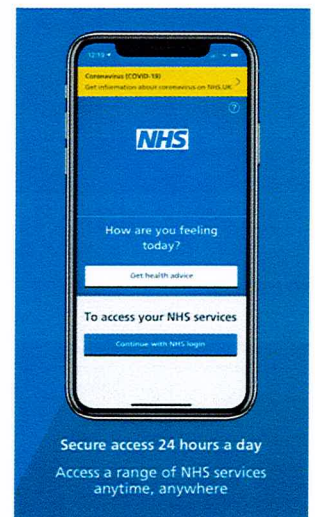 12:13
Coronavirus (COVID-19)
Get information about coronavirus on NHS.UK
?
NHS
How are you feeling
today?
Get health advice
To access your NHS services
Continue with NHS login
Secure access 24 hours a day
Access a range of NHS services
anytime, anywhere